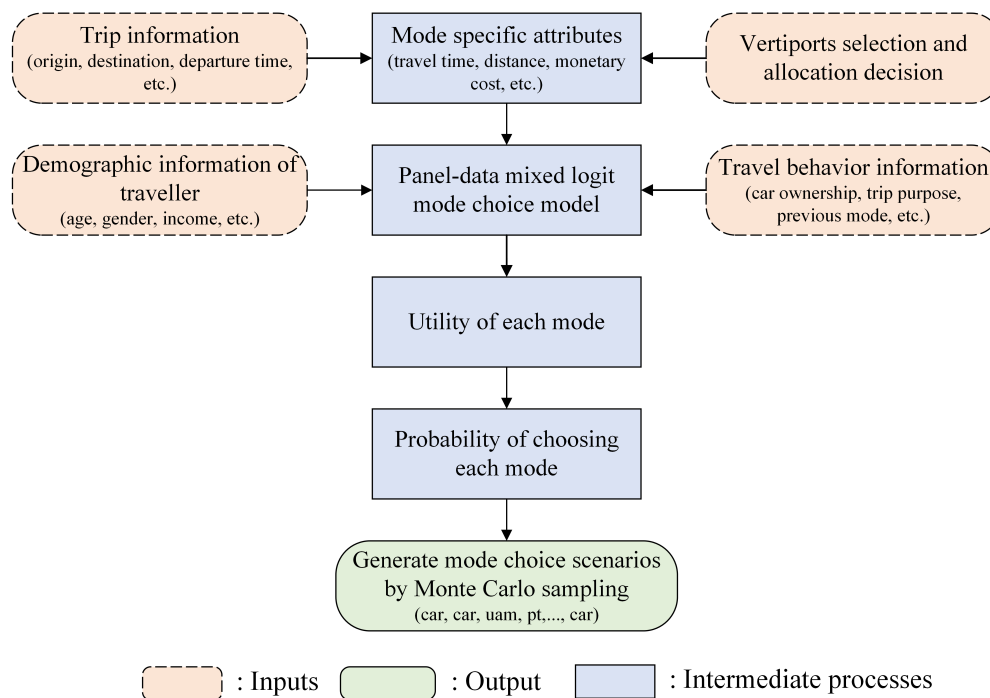 Trip information
(origin, destination, departure time,
etc.)
Mode specific attributes
(travel time, distance, monetary
cost, etc.)
Vertiports selection and
allocation decision
Demographic information of
traveller
(age, gender, income, etc.)
Panel-data mixed logit
mode choice model
Travel behavior information
(car ownership, trip purpose,
previous mode, etc.)
Utility of each mode
Probability of choosing
each mode
Generate mode choice scenarios
by Monte Carlo sampling
(car, car, uam, pt,..., car)
: Inputs
: Output
: Intermediate processes